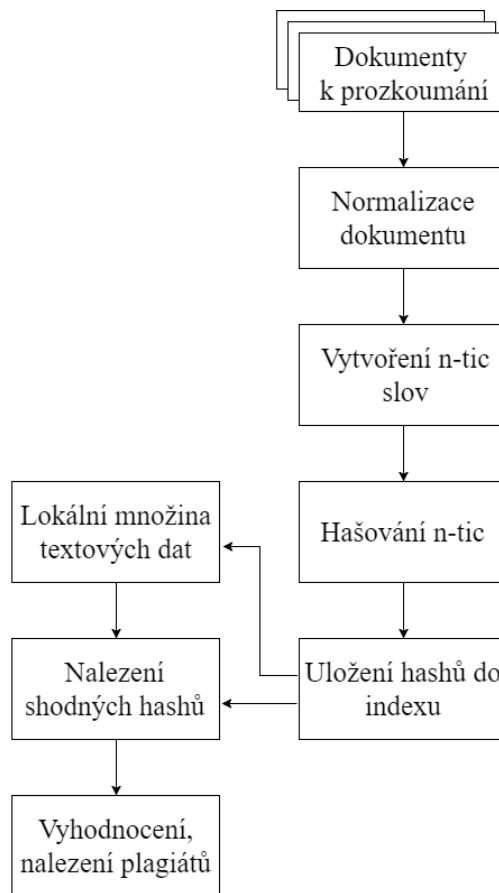 Dokumenty
k prozkoumání
Normalizace
dokumentu
Vytvoření n-tic
slov
Hašování n-tic
Uložení hashů do
indexu
Lokální množina
textových dat
Nalezení
shodných hashů
Vyhodnocení,
nalezení plagiátů